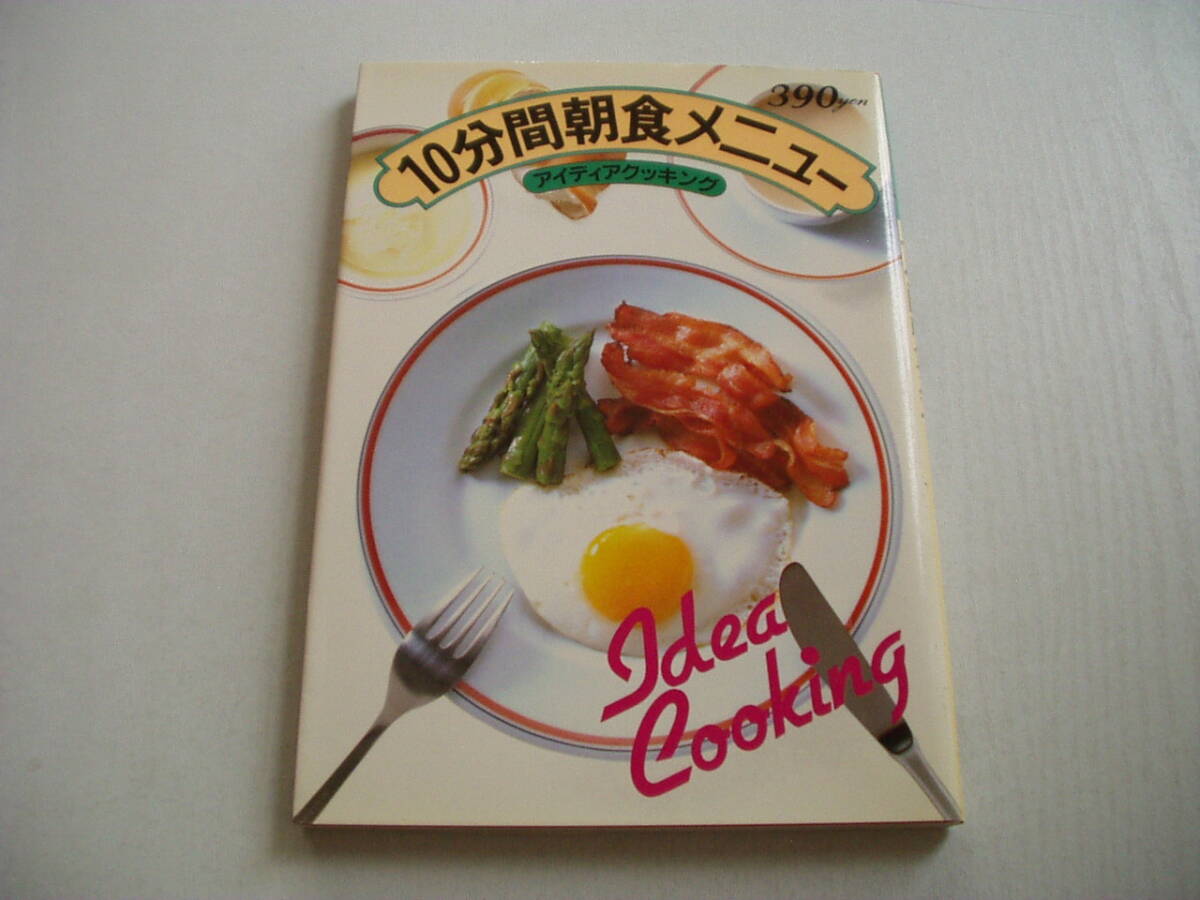 390yen
10分間朝食メニュー
アイディアクッキング
Idea
Cooking